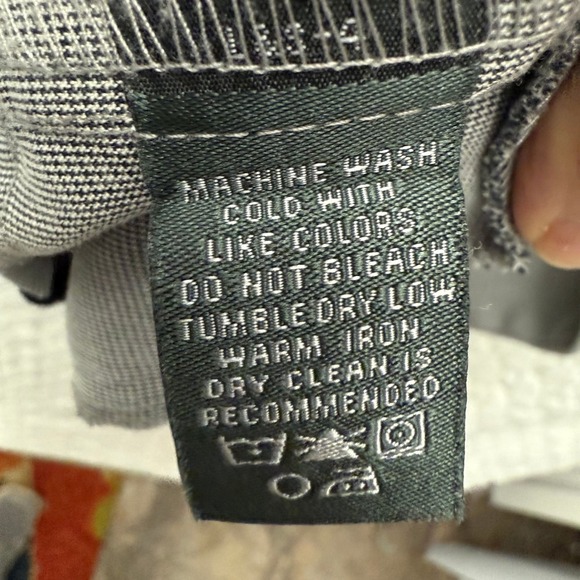 MACHINE WASH
COLD WITH
LIKE COLORS
DO NOT BLEACH
TUMBLE DRY LOW
WARM IRON
DRY CLEAN IS
RECOMMENDED